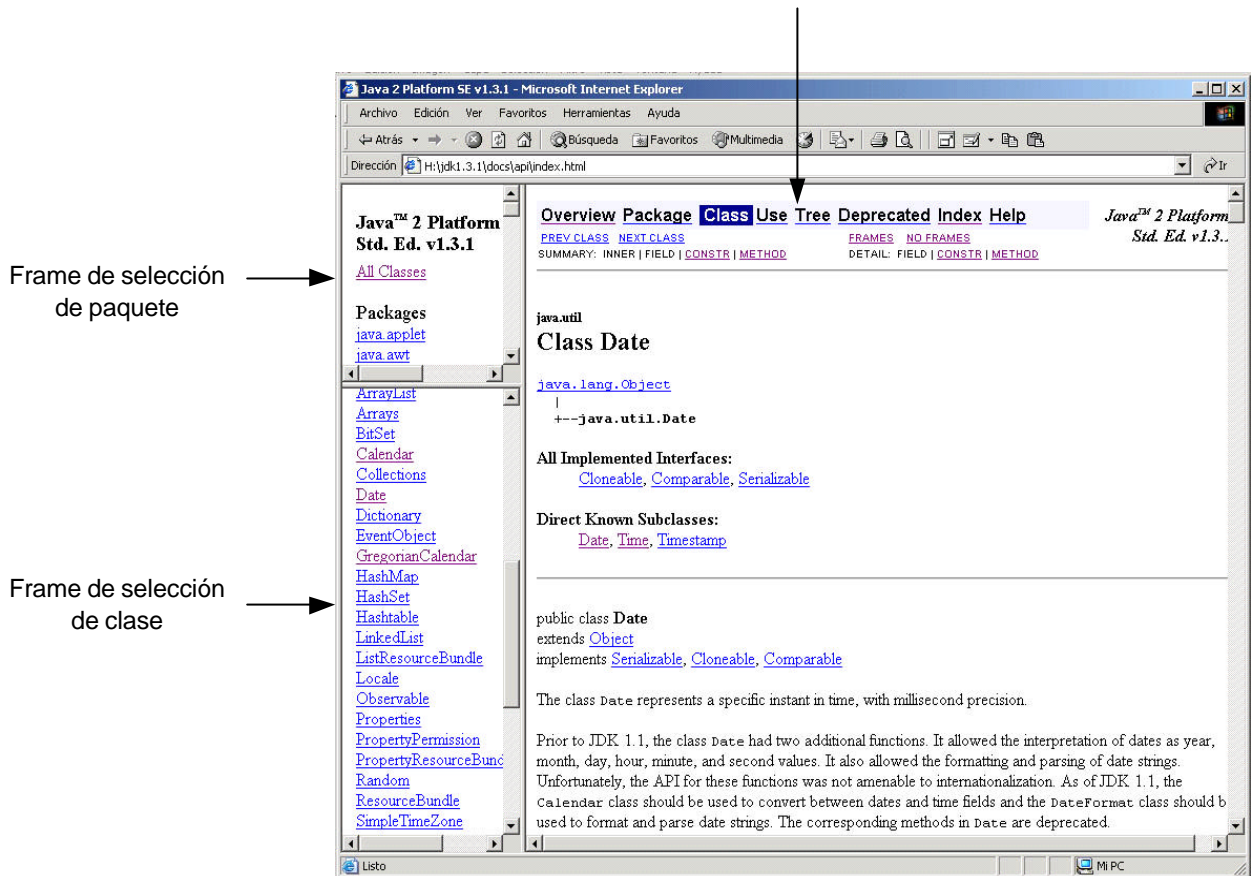 Java 2 Platform SE v1.3.1 - Microsoft Internet Explorer
Archivo Edición Ver Favoritos Herramientas Ayuda
Atrás Búsqueda Favoritos Multimedia
Dirección H:\jdk1.3.1\docs\api\index.html Ir
Frame de selección
de paquete
Java™ 2 Platform
Std. Ed. v1.3.1
All Classes
Packages
java.applet
java.awt
Frame de selección
de clase
ArrayList
Arrays
BitSet
Calendar
Collections
Date
Dictionary
EventObject
GregorianCalendar
HashMap
HashSet
Hashtable
LinkedList
ListResourceBundle
Locale
Observable
Properties
PropertyPermission
PropertyResourceBund
Random
ResourceBundle
SimpleTimeZone
Overview Package Class Use Tree Deprecated Index Help
Java™ 2 Platform
Std. Ed. v1.3.
PREV CLASS NEXT CLASS FRAMES NO FRAMES
SUMMARY: INNER | FIELD | CONSTR | METHOD DETAIL: FIELD | CONSTR | METHOD
java.util
Class Date
java.lang.Object
|
+--java.util.Date
All Implemented Interfaces:
Cloneable, Comparable, Serializable
Direct Known Subclasses:
Date, Time, Timestamp
public class Date
extends Object
implements Serializable, Cloneable, Comparable
The class Date represents a specific instant in time, with millisecond precision.
Prior to JDK 1.1, the class Date had two additional functions. It allowed the interpretation of dates as year,
month, day, hour, minute, and second values. It also allowed the formatting and parsing of date strings.
Unfortunately, the API for these functions was not amenable to internationalization. As of JDK 1.1, the
Calendar class should be used to convert between dates and time fields and the DateFormat class should b
used to format and parse date strings. The corresponding methods in Date are deprecated.
Listo
Mi PC